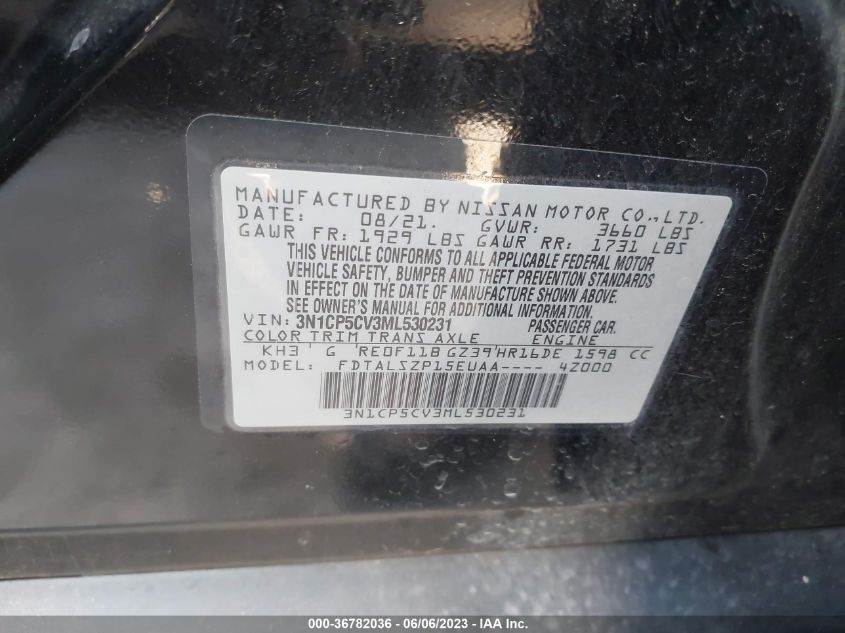 MANUFACTURED BY NISSAN MOTOR CO.,LTD.
DATE: 08/21. GVWR: 3660 LBS
GAWR FR: 1929 LBS GAWR RR: 1731 LBS
THIS VEHICLE CONFORMS TO ALL APPLICABLE FEDERAL MOTOR
VEHICLE SAFETY, BUMPER AND THEFT PREVENTION STANDARDS
IN EFFECT ON THE DATE OF MANUFACTURE SHOWN ABOVE.
SEE OWNER'S MANUAL FOR ADDITIONAL INFORMATION.
VIN: 3N1CP5CV3ML530231 PASSENGER CAR.
COLOR TRIM TRANS AXLE ENGINE
KH3 ' G 'RE0F11B GZ39'HR16DE 1598 CC
MODEL: FDTALSZP15EUAA---- 4Z000
3N1CP5CV3ML530231
000-36782036 - 06/06/2023 - IAA Inc.